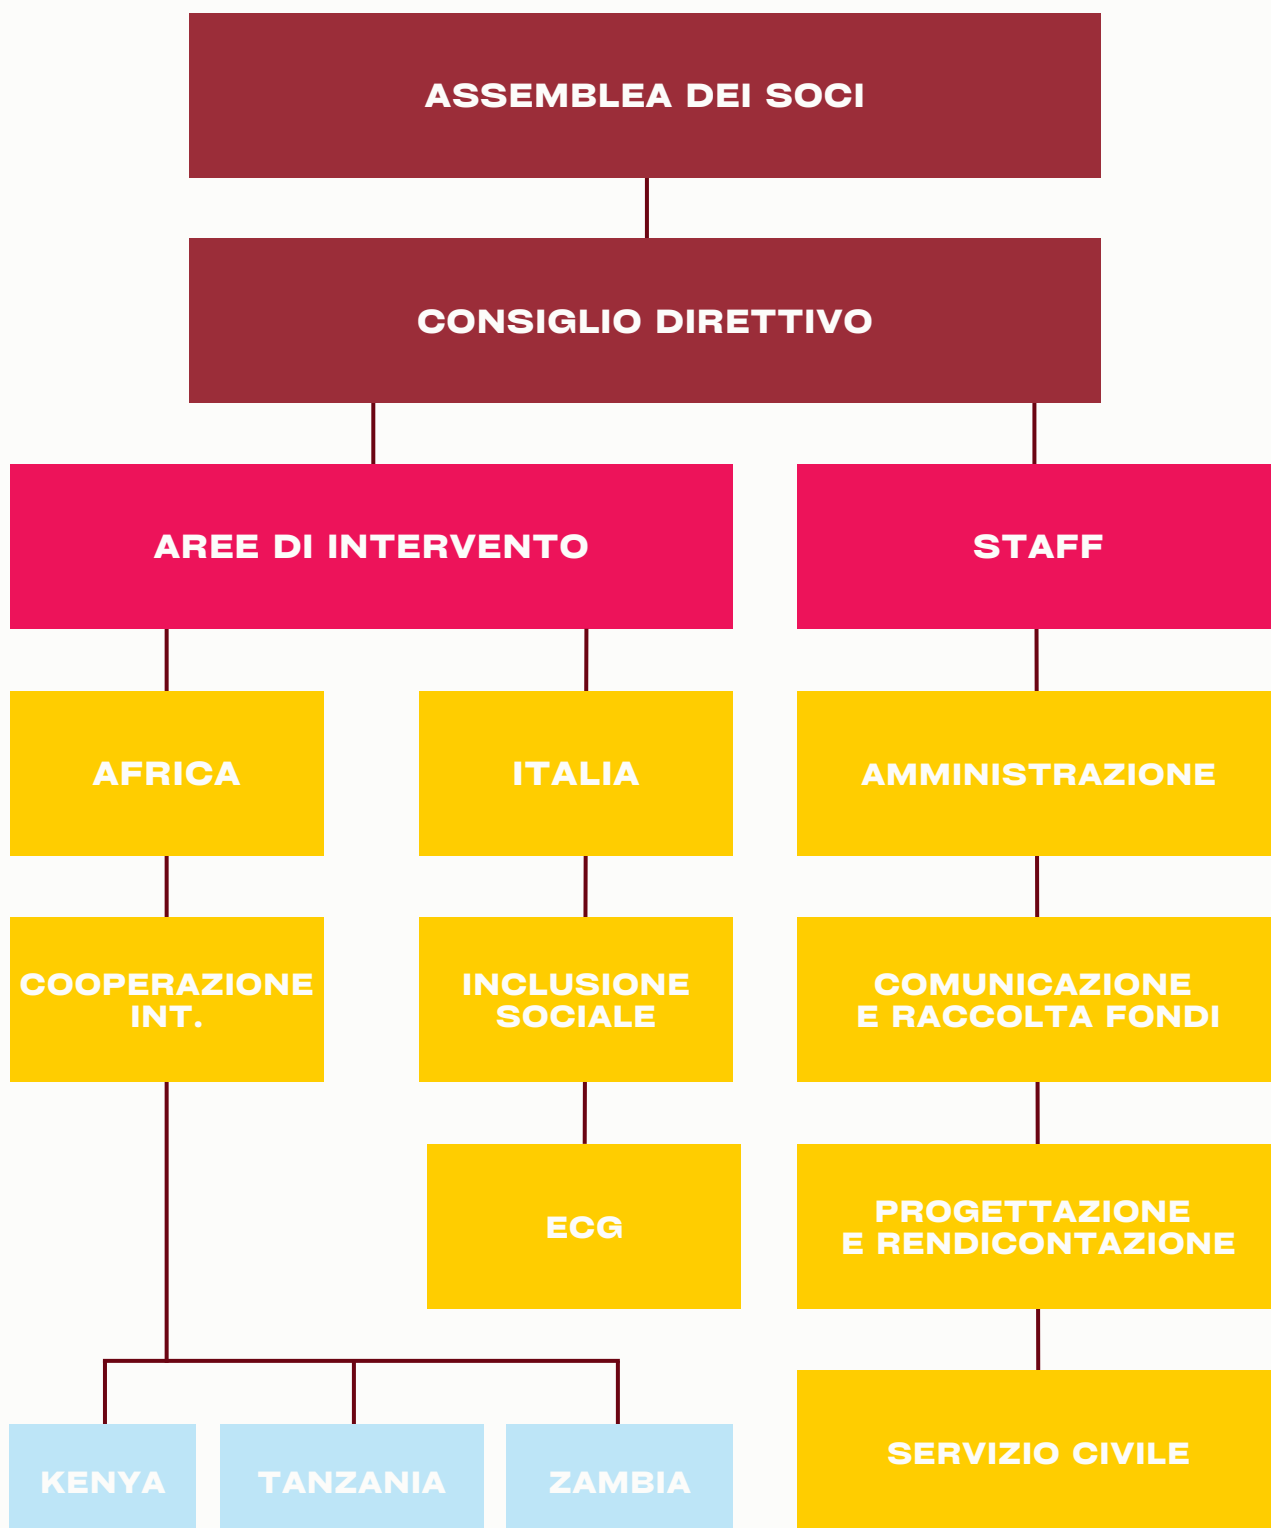 ASSEMBLEA DEI SOCI
CONSIGLIO DIRETTIVO
AREE DI INTERVENTO
STAFF
AFRICA
ITALIA
AMMINISTRAZIONE
COOPERAZIONE
INT.
INCLUSIONE
SOCIALE
COMUNICAZIONE
E RACCOLTA FONDI
ECG
PROGETTAZIONE
E RENDICONTAZIONE
SERVIZIO CIVILE
KENYA
TANZANIA
ZAMBIA